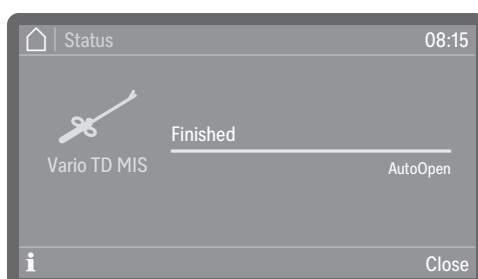 Status 08:15
Finished
Vario TD MIS
AutoOpen
i Close